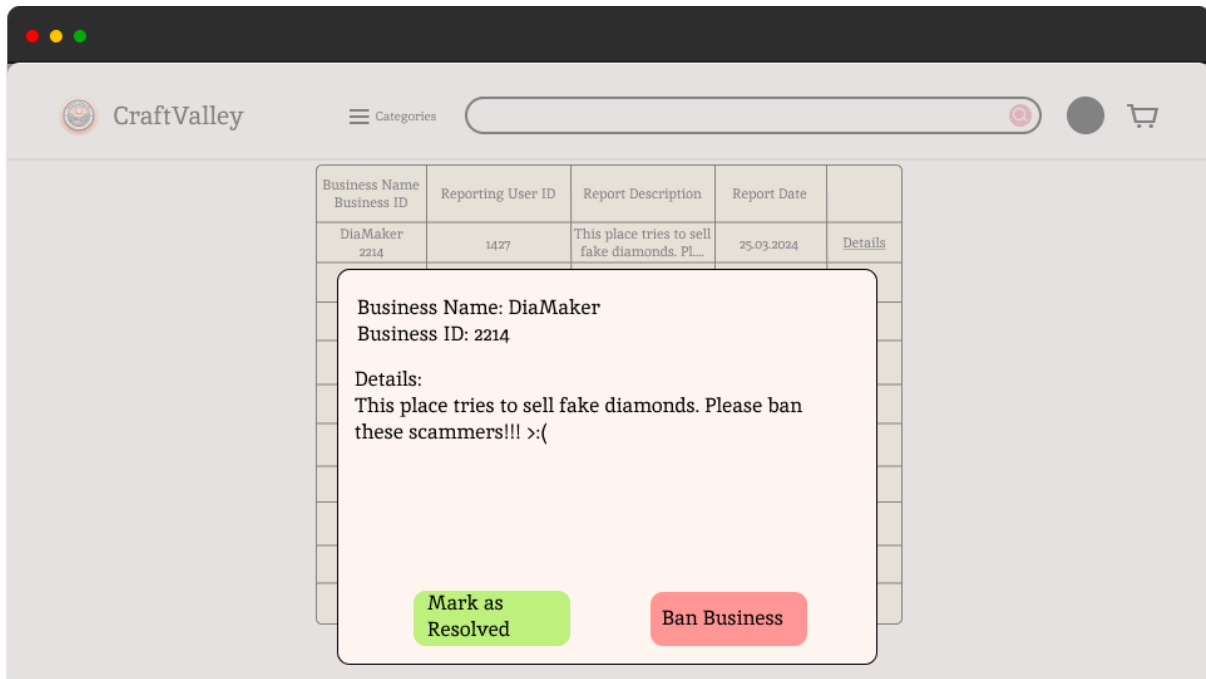 CraftValley
Categories
Business Name
Business ID
Reporting User ID
Report Description
Report Date
DiaMaker
2214
1427
This place tries to sell
fake diamonds. Pl....
25.03.2024
Details
Business Name: DiaMaker
Business ID: 2214
Details:
This place tries to sell fake diamonds. Please ban
these scammers!!! >:(
Mark as
Resolved
Ban Business